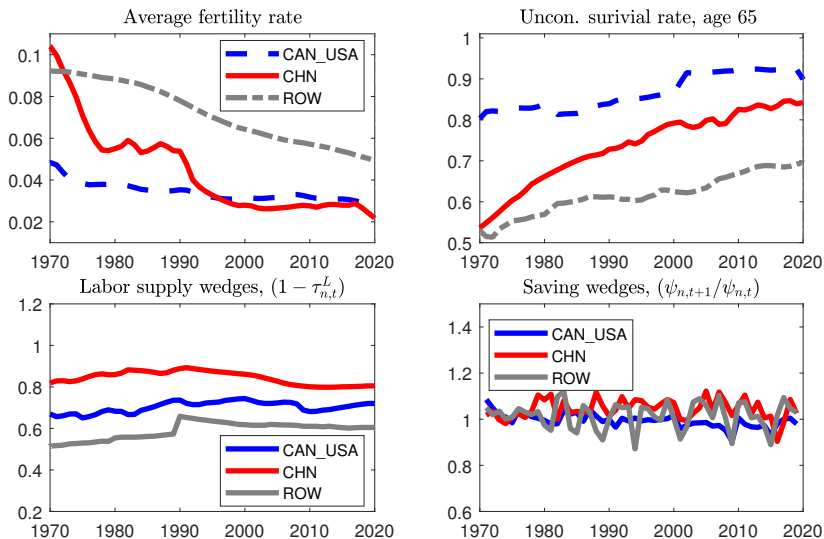 Average fertility rate
0.1
0.08
0.06
0.04
0.02
CAN_USA
CHN
ROW
1970 1980 1990 2000 2010 2020
Uncon. surivial rate, age 65
1
0.9
0.8
0.7
0.6
0.5
1970 1980 1990 2000 2010 2020
Labor supply wedges, (1 − τ^L_{n,t})
1.2
1
0.8
0.6
0.4
0.2
CAN_USA
CHN
ROW
1970 1980 1990 2000 2010 2020
Saving wedges, (ψ_{n,t+1}/ψ_{n,t})
1.4
1.2
1
0.8
0.6
CAN_USA
CHN
ROW
1970 1980 1990 2000 2010 2020